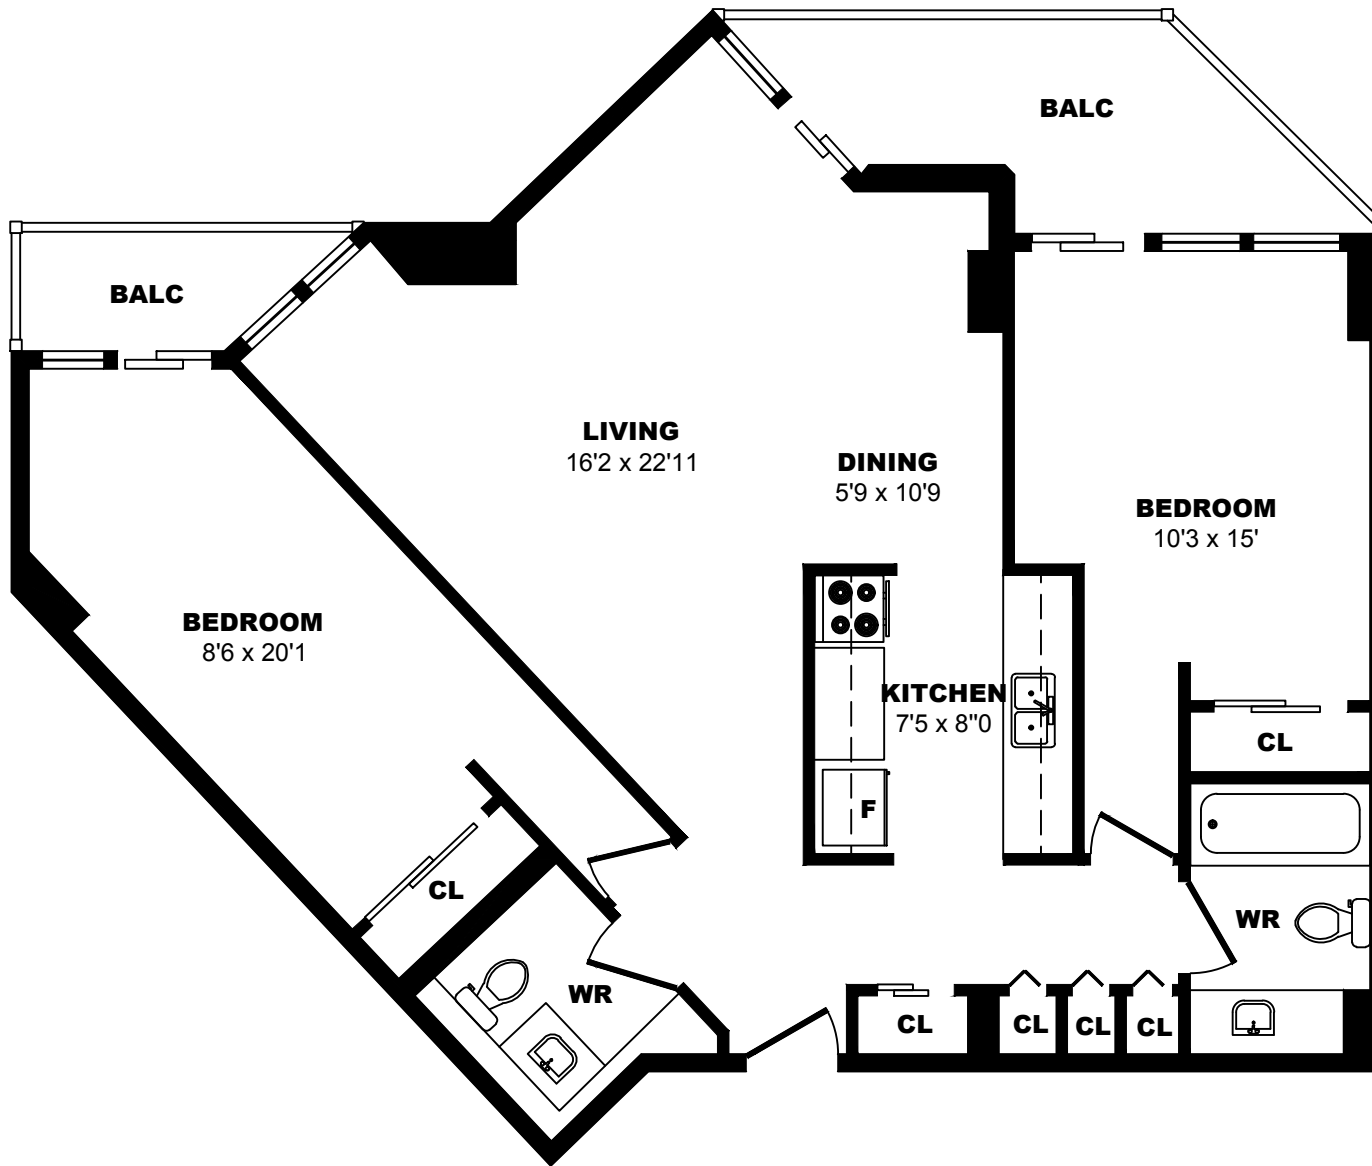 BALC
BALC
LIVING
16'2 x 22'11
DINING
5'9 x 10'9
BEDROOM
10'3 x 15'
BEDROOM
8'6 x 20'1
KITCHEN
7'5 x 8"0
CL
F
CL
WR
WR
CL
CL
CL
CL